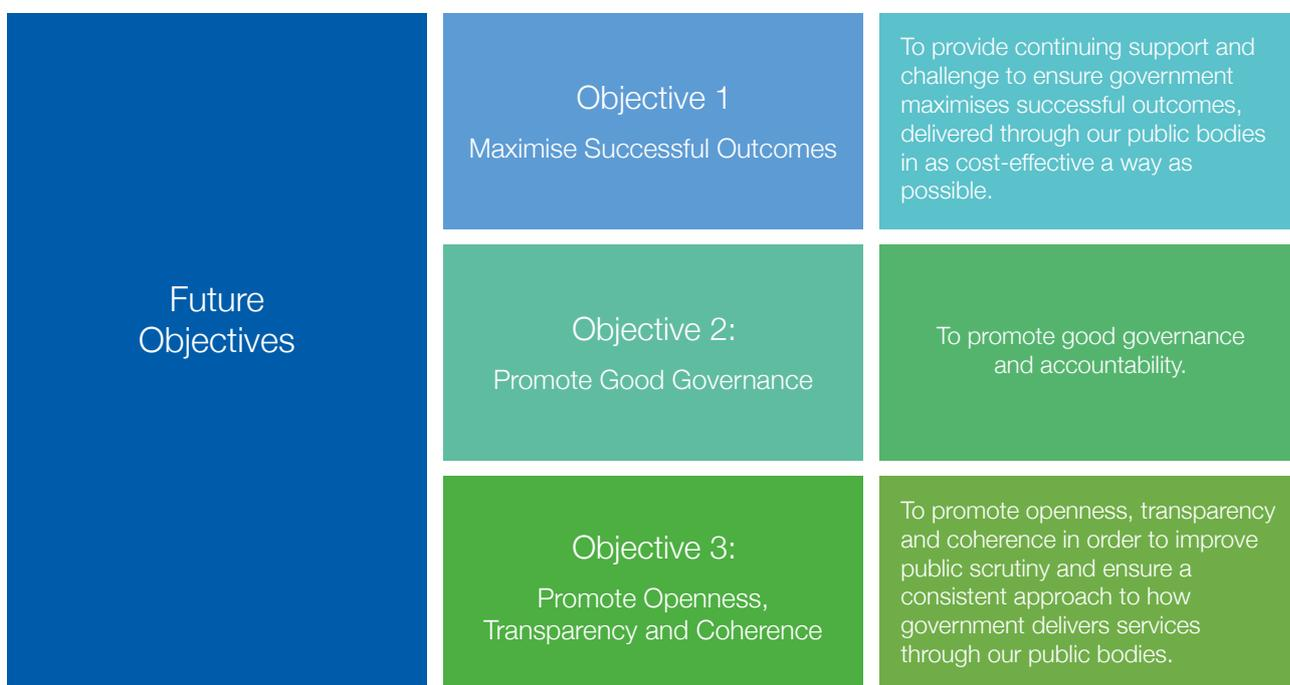 Future
Objectives
Objective 1
Maximise Successful Outcomes
To provide continuing support and
challenge to ensure government
maximises successful outcomes,
delivered through our public bodies
in as cost-effective a way as
possible.
Objective 2:
Promote Good Governance
To promote good governance
and accountability.
Objective 3:
Promote Openness,
Transparency and Coherence
To promote openness, transparency
and coherence in order to improve
public scrutiny and ensure a
consistent approach to how
government delivers services
through our public bodies.